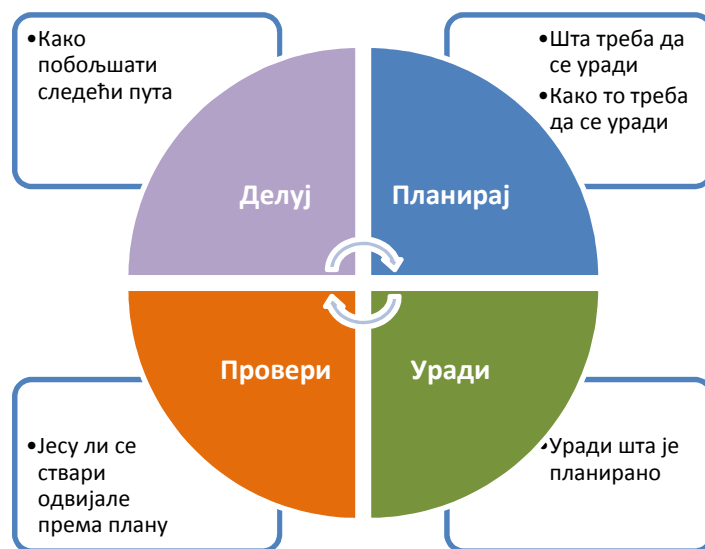 •Како
побољшати
следећи пута
•Шта треба да
се уради
•Како то треба
да се уради
Делуј
Планирај
Провери
Уради
•Јесу ли се
ствари
одвијале
према плану
•Уради шта је
планирано